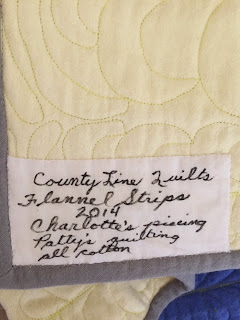 County Line Quilts
Flannel Strips
2014
Charlotte's piecing
Patty's quilting
all cotton